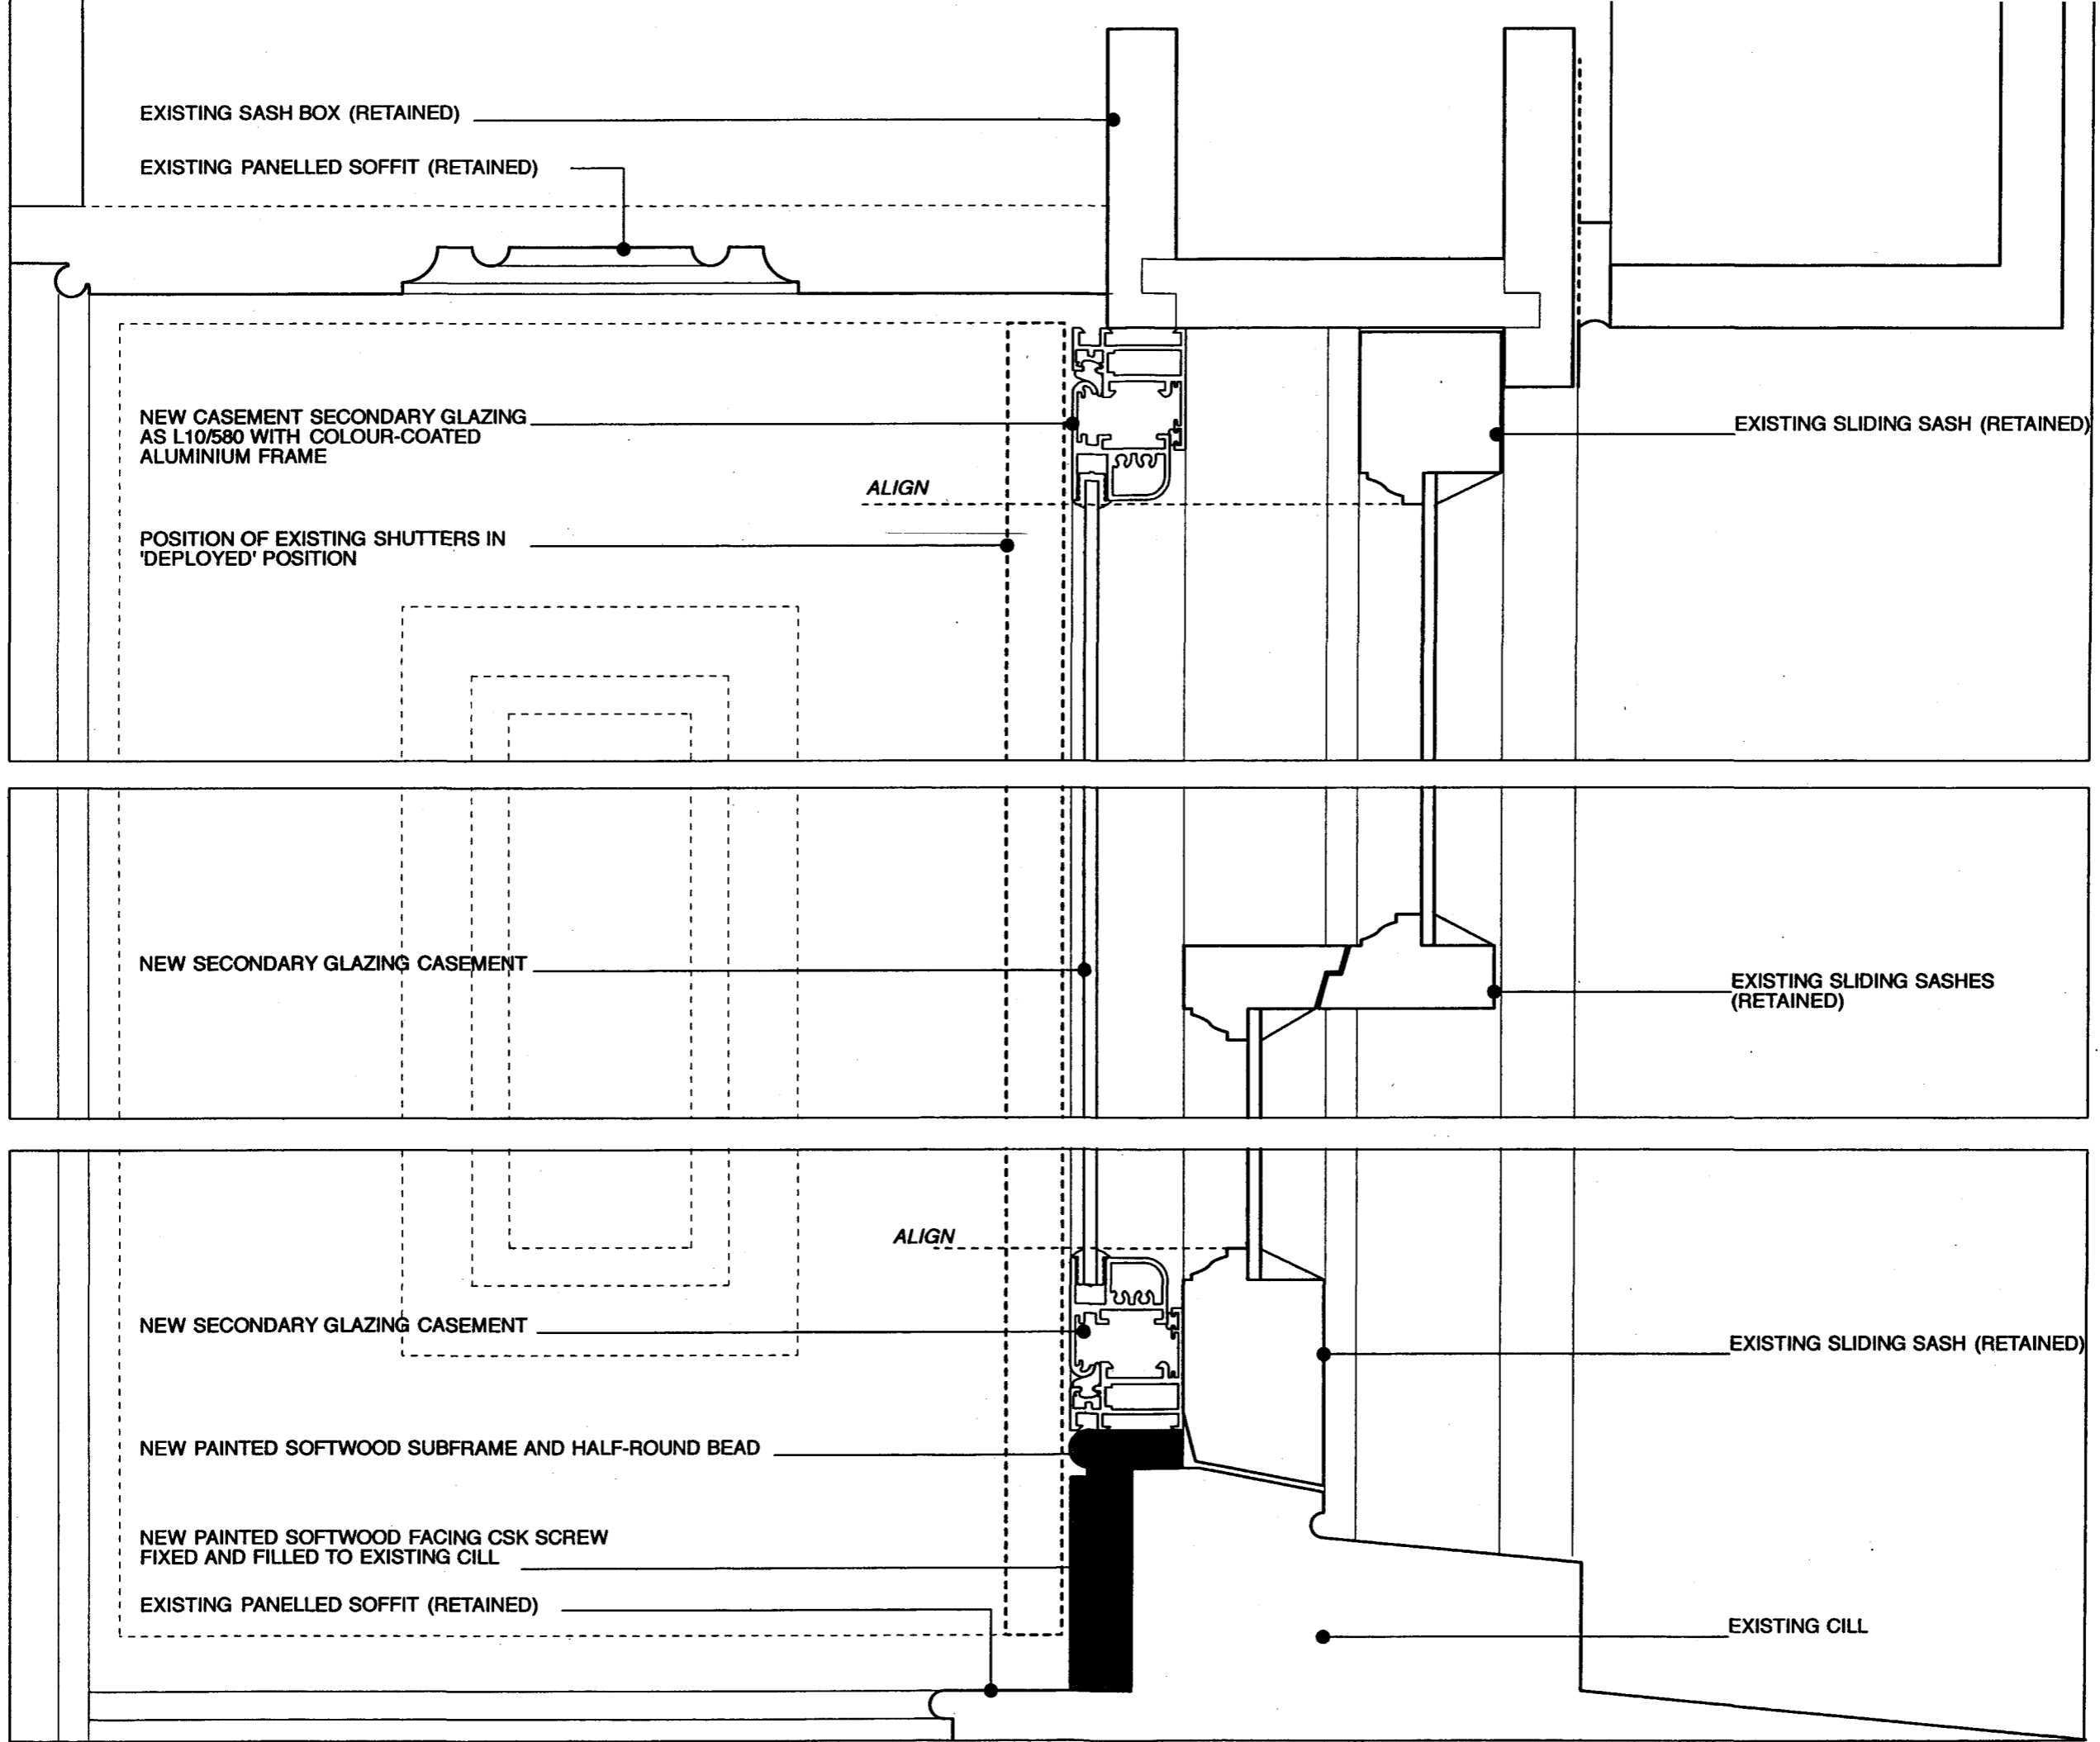 EXISTING SASH BOX (RETAINED)
EXISTING PANELLED SOFFIT (RETAINED)
NEW CASEMENT SECONDARY GLAZING
AS L10/580 WITH COLOUR-COATED
ALUMINIUM FRAME
EXISTING SLIDING SASH (RETAINED)
ALIGN
POSITION OF EXISTING SHUTTERS IN
'DEPLOYED' POSITION
NEW SECONDARY GLAZING CASEMENT
EXISTING SLIDING SASHES
(RETAINED)
ALIGN
NEW SECONDARY GLAZING CASEMENT
EXISTING SLIDING SASH (RETAINED)
NEW PAINTED SOFTWOOD SUBFRAME AND HALF-ROUND BEAD
NEW PAINTED SOFTWOOD FACING CSK SCREW
FIXED AND FILLED TO EXISTING CILL
EXISTING PANELLED SOFFIT (RETAINED)
EXISTING CILL